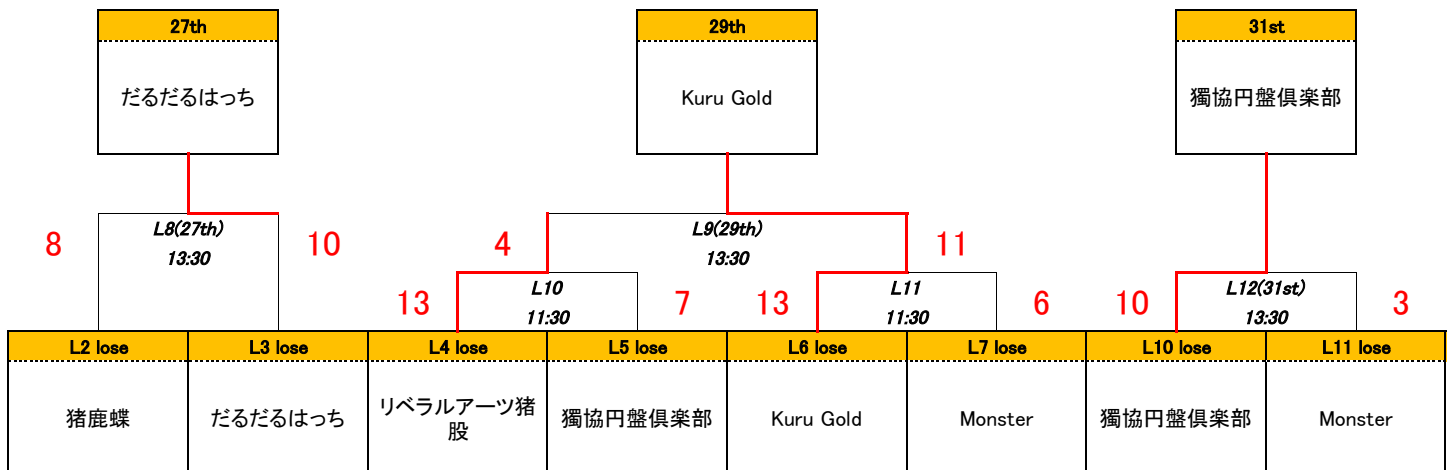 27th
29th
31st
だるだるはっち
Kuru Gold
獨協円盤倶楽部
8
L8(27th)
13:30
10
4
L9(29th)
13:30
11
13
L10
11:30
7
13
L11
11:30
6
10
L12(31st)
13:30
3
L2 lose
L3 lose
L4 lose
L5 lose
L6 lose
L7 lose
L10 lose
L11 lose
猪鹿蝶
だるだるはっち
リベラルアーツ猪
股
獨協円盤倶楽部
Kuru Gold
Monster
獨協円盤倶楽部
Monster